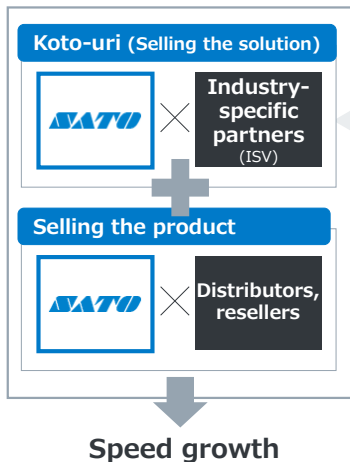 Koto-uri (Selling the solution)
SATO
Industry-
specific
partners
(ISV)
Selling the product
SATO
Distributors,
resellers
Speed growth